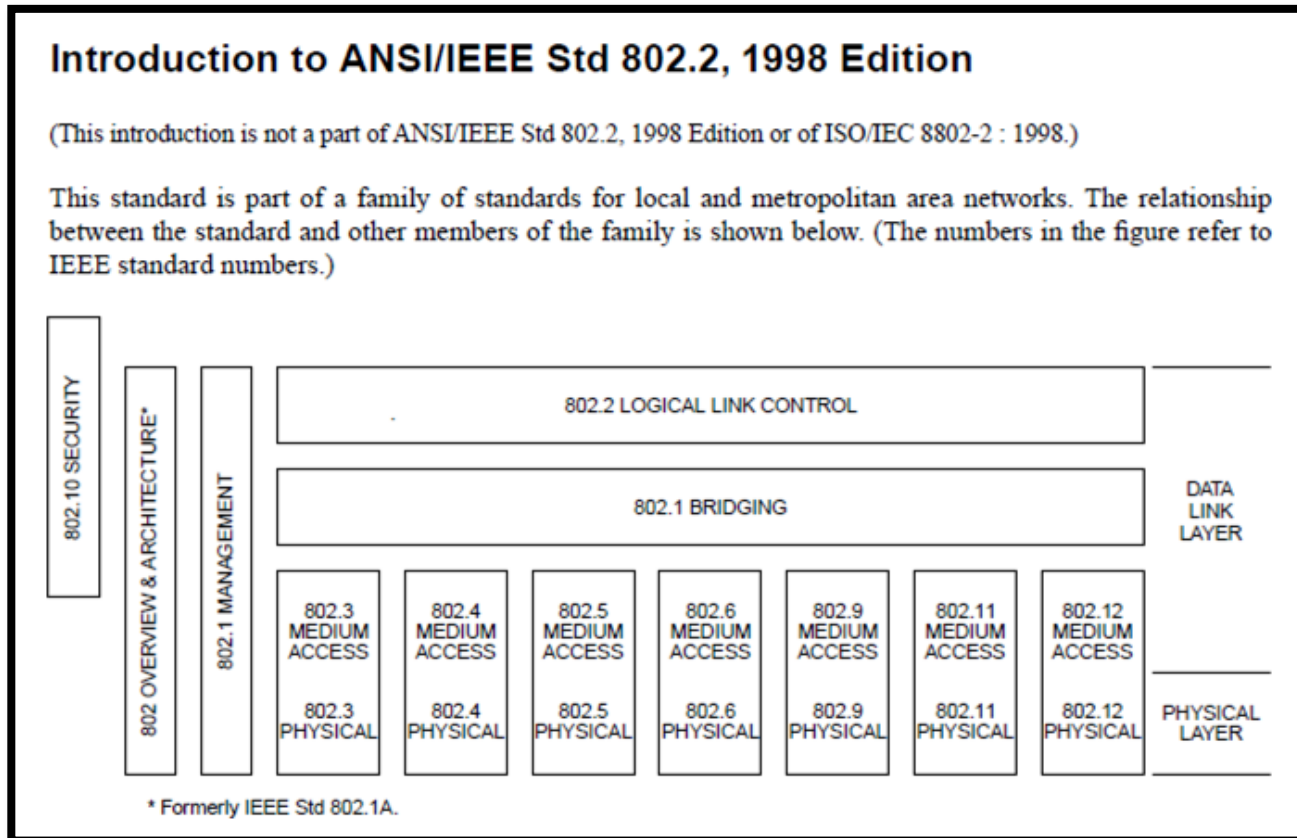 Introduction to ANSI/IEEE Std 802.2, 1998 Edition
(This introduction is not a part of ANSI/IEEE Std 802.2, 1998 Edition or of ISO/IEC 8802-2 : 1998.)
This standard is part of a family of standards for local and metropolitan area networks. The relationship
between the standard and other members of the family is shown below. (The numbers in the figure refer to
IEEE standard numbers.)
802.10 SECURITY
802 OVERVIEW & ARCHITECTURE*
802.1 MANAGEMENT
802.2 LOGICAL LINK CONTROL
802.1 BRIDGING
DATA
LINK
LAYER
802.3
MEDIUM
ACCESS
802.3
PHYSICAL
802.4
MEDIUM
ACCESS
802.4
PHYSICAL
802.5
MEDIUM
ACCESS
802.5
PHYSICAL
802.6
MEDIUM
ACCESS
802.6
PHYSICAL
802.9
MEDIUM
ACCESS
802.9
PHYSICAL
802.11
MEDIUM
ACCESS
802.11
PHYSICAL
802.12
MEDIUM
ACCESS
802.12
PHYSICAL
PHYSICAL
LAYER
* Formerly IEEE Std 802.1A.